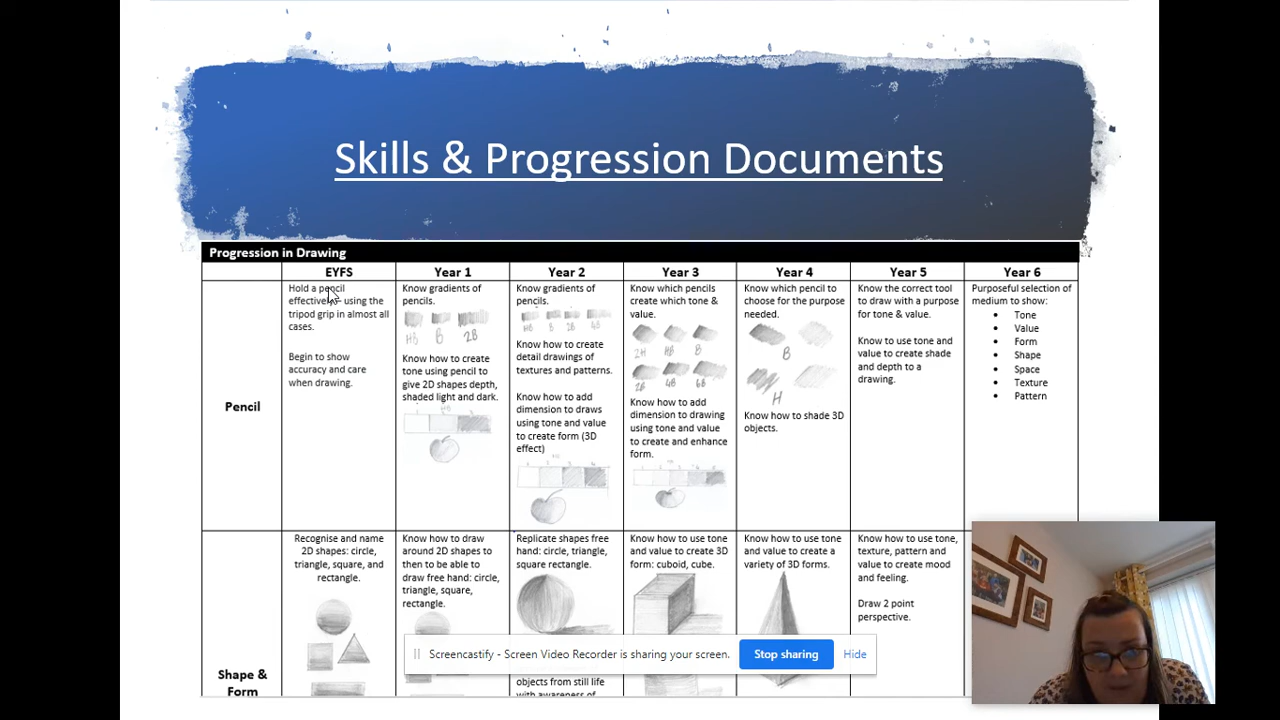 Skills & Progression Documents
Progression in Drawing
EYFS
Year 1
Year 2
Year 3
Year 4
Year 5
Year 6
Pencil
Hold a pencil
effectively – using the
tripod grip in almost all
cases.
Begin to show
accuracy and care
when drawing.
Know gradients of
pencils.
HB B 2B
Know how to create
tone using pencil to
give 2D shapes depth,
shaded light and dark.
Know gradients of
pencils.
HB B 2B 4B
Know how to create
detail drawings of
textures and patterns.
Know how to add
dimension to draws
using tone and value
to create form (3D
effect)
Know which pencils
create which tone &
value.
2H HB B
2B 4B 6B
Know how to add
dimension to drawing
using tone and value
to create and enhance
form.
Know which pencil to
choose for the purpose
needed.
B
H
Know how to shade 3D
objects.
Know the correct tool
to draw with a purpose
for tone & value.
Know to use tone and
value to create shade
and depth to a
drawing.
Purposeful selection of
medium to show:
• Tone
• Value
• Form
• Shape
• Space
• Texture
• Pattern
Shape &
Form
Recognise and name
2D shapes: circle,
triangle, square, and
rectangle.
Know how to draw
around 2D shapes to
then to be able to
draw free hand: circle,
triangle, square,
rectangle.
Replicate shapes free
hand: circle, triangle,
square rectangle.
objects from still life
with awareness of
Know how to use tone
and value to create 3D
form: cuboid, cube.
Know how to use tone
and value to create a
variety of 3D forms.
Know how to use tone,
texture, pattern and
value to create mood
and feeling.
Draw 2 point
perspective.
Screencastify - Screen Video Recorder is sharing your screen.
Stop sharing
Hide